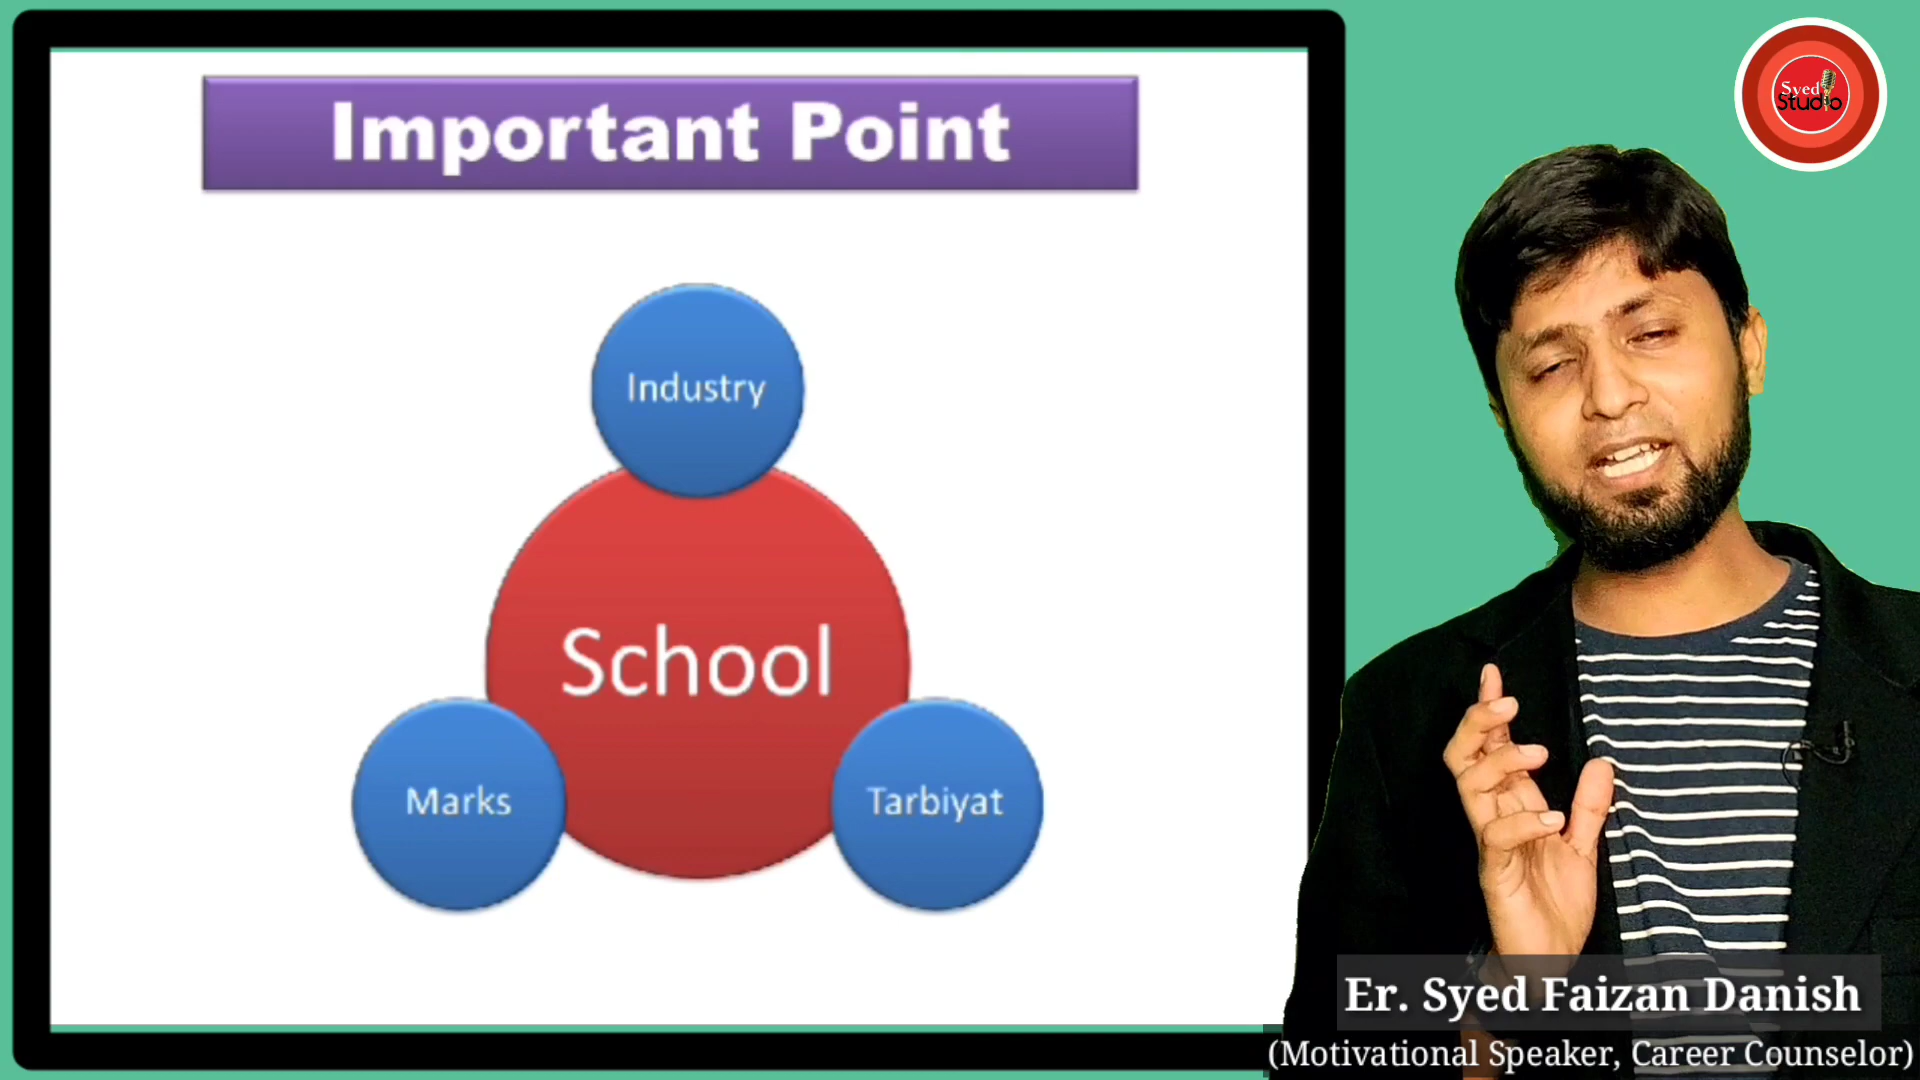 Important Point
Industry
School
Marks
Tarbiyat
Syed
Studio
Er. Syed Faizan Danish
(Motivational Speaker, Career Counselor)